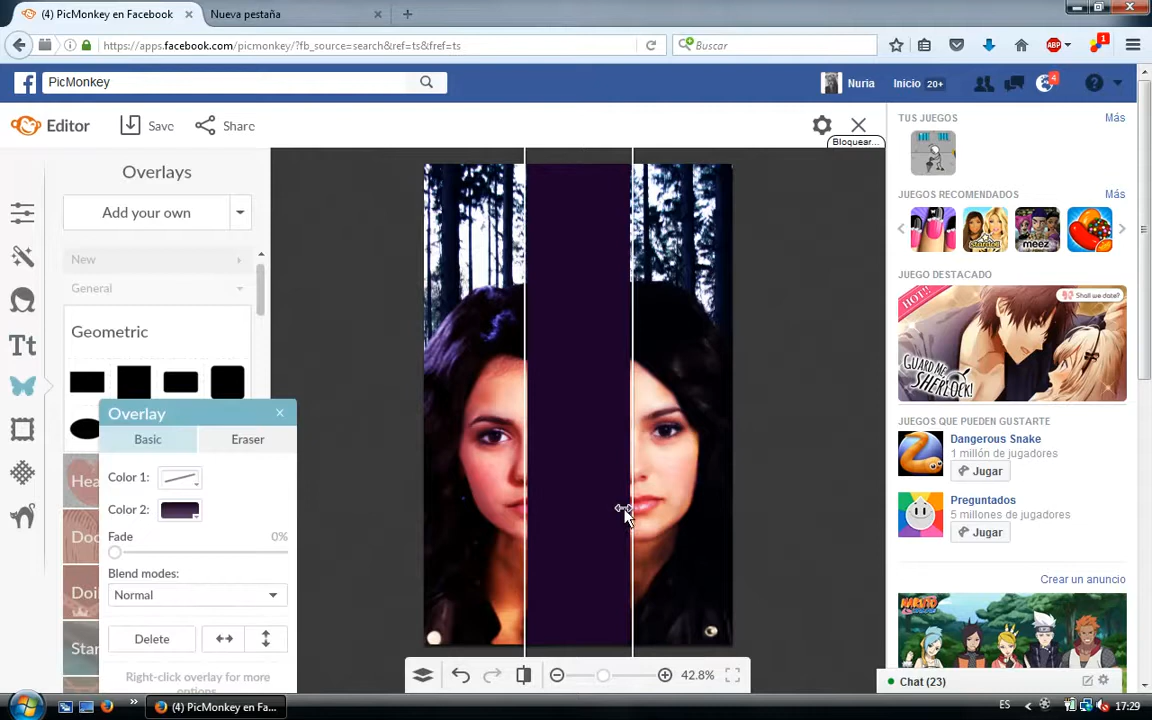 (4) PicMonkey en Facebook
Nueva pestaña
https://apps.facebook.com/picmonkey/?fb_source=search&ref=ts&fref=ts
Buscar
ABP
1
PicMonkey
Nuria
Inicio 20+
4
Editor
Save
Share
Bloquear...
Overlays
Add your own
New
General
Geometric
Tt
Overlay
Basic
Eraser
Color 1:
Color 2:
Fade
0%
Blend modes:
Normal
Delete
Right-click overlay for more
42.8%
TUS JUEGOS
Más
JUEGOS RECOMENDADOS
Más
meez
JUEGO DESTACADO
HOT!!
Shall we date?
GUARD ME, SHERLOCK!
JUEGOS QUE PUEDEN GUSTARTE
Dangerous Snake
1 millón de jugadores
Jugar
Preguntados
5 millones de jugadores
Jugar
Crear un anuncio
Chat (23)
(4) PicMonkey en Fa...
ES
17:29